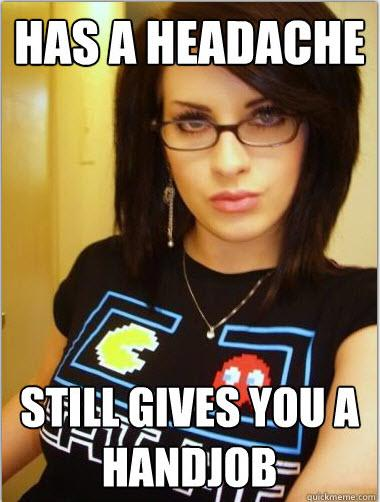 HAS A HEADACHE
STILL GIVES YOU A
HANDJOB
quickmeme.com